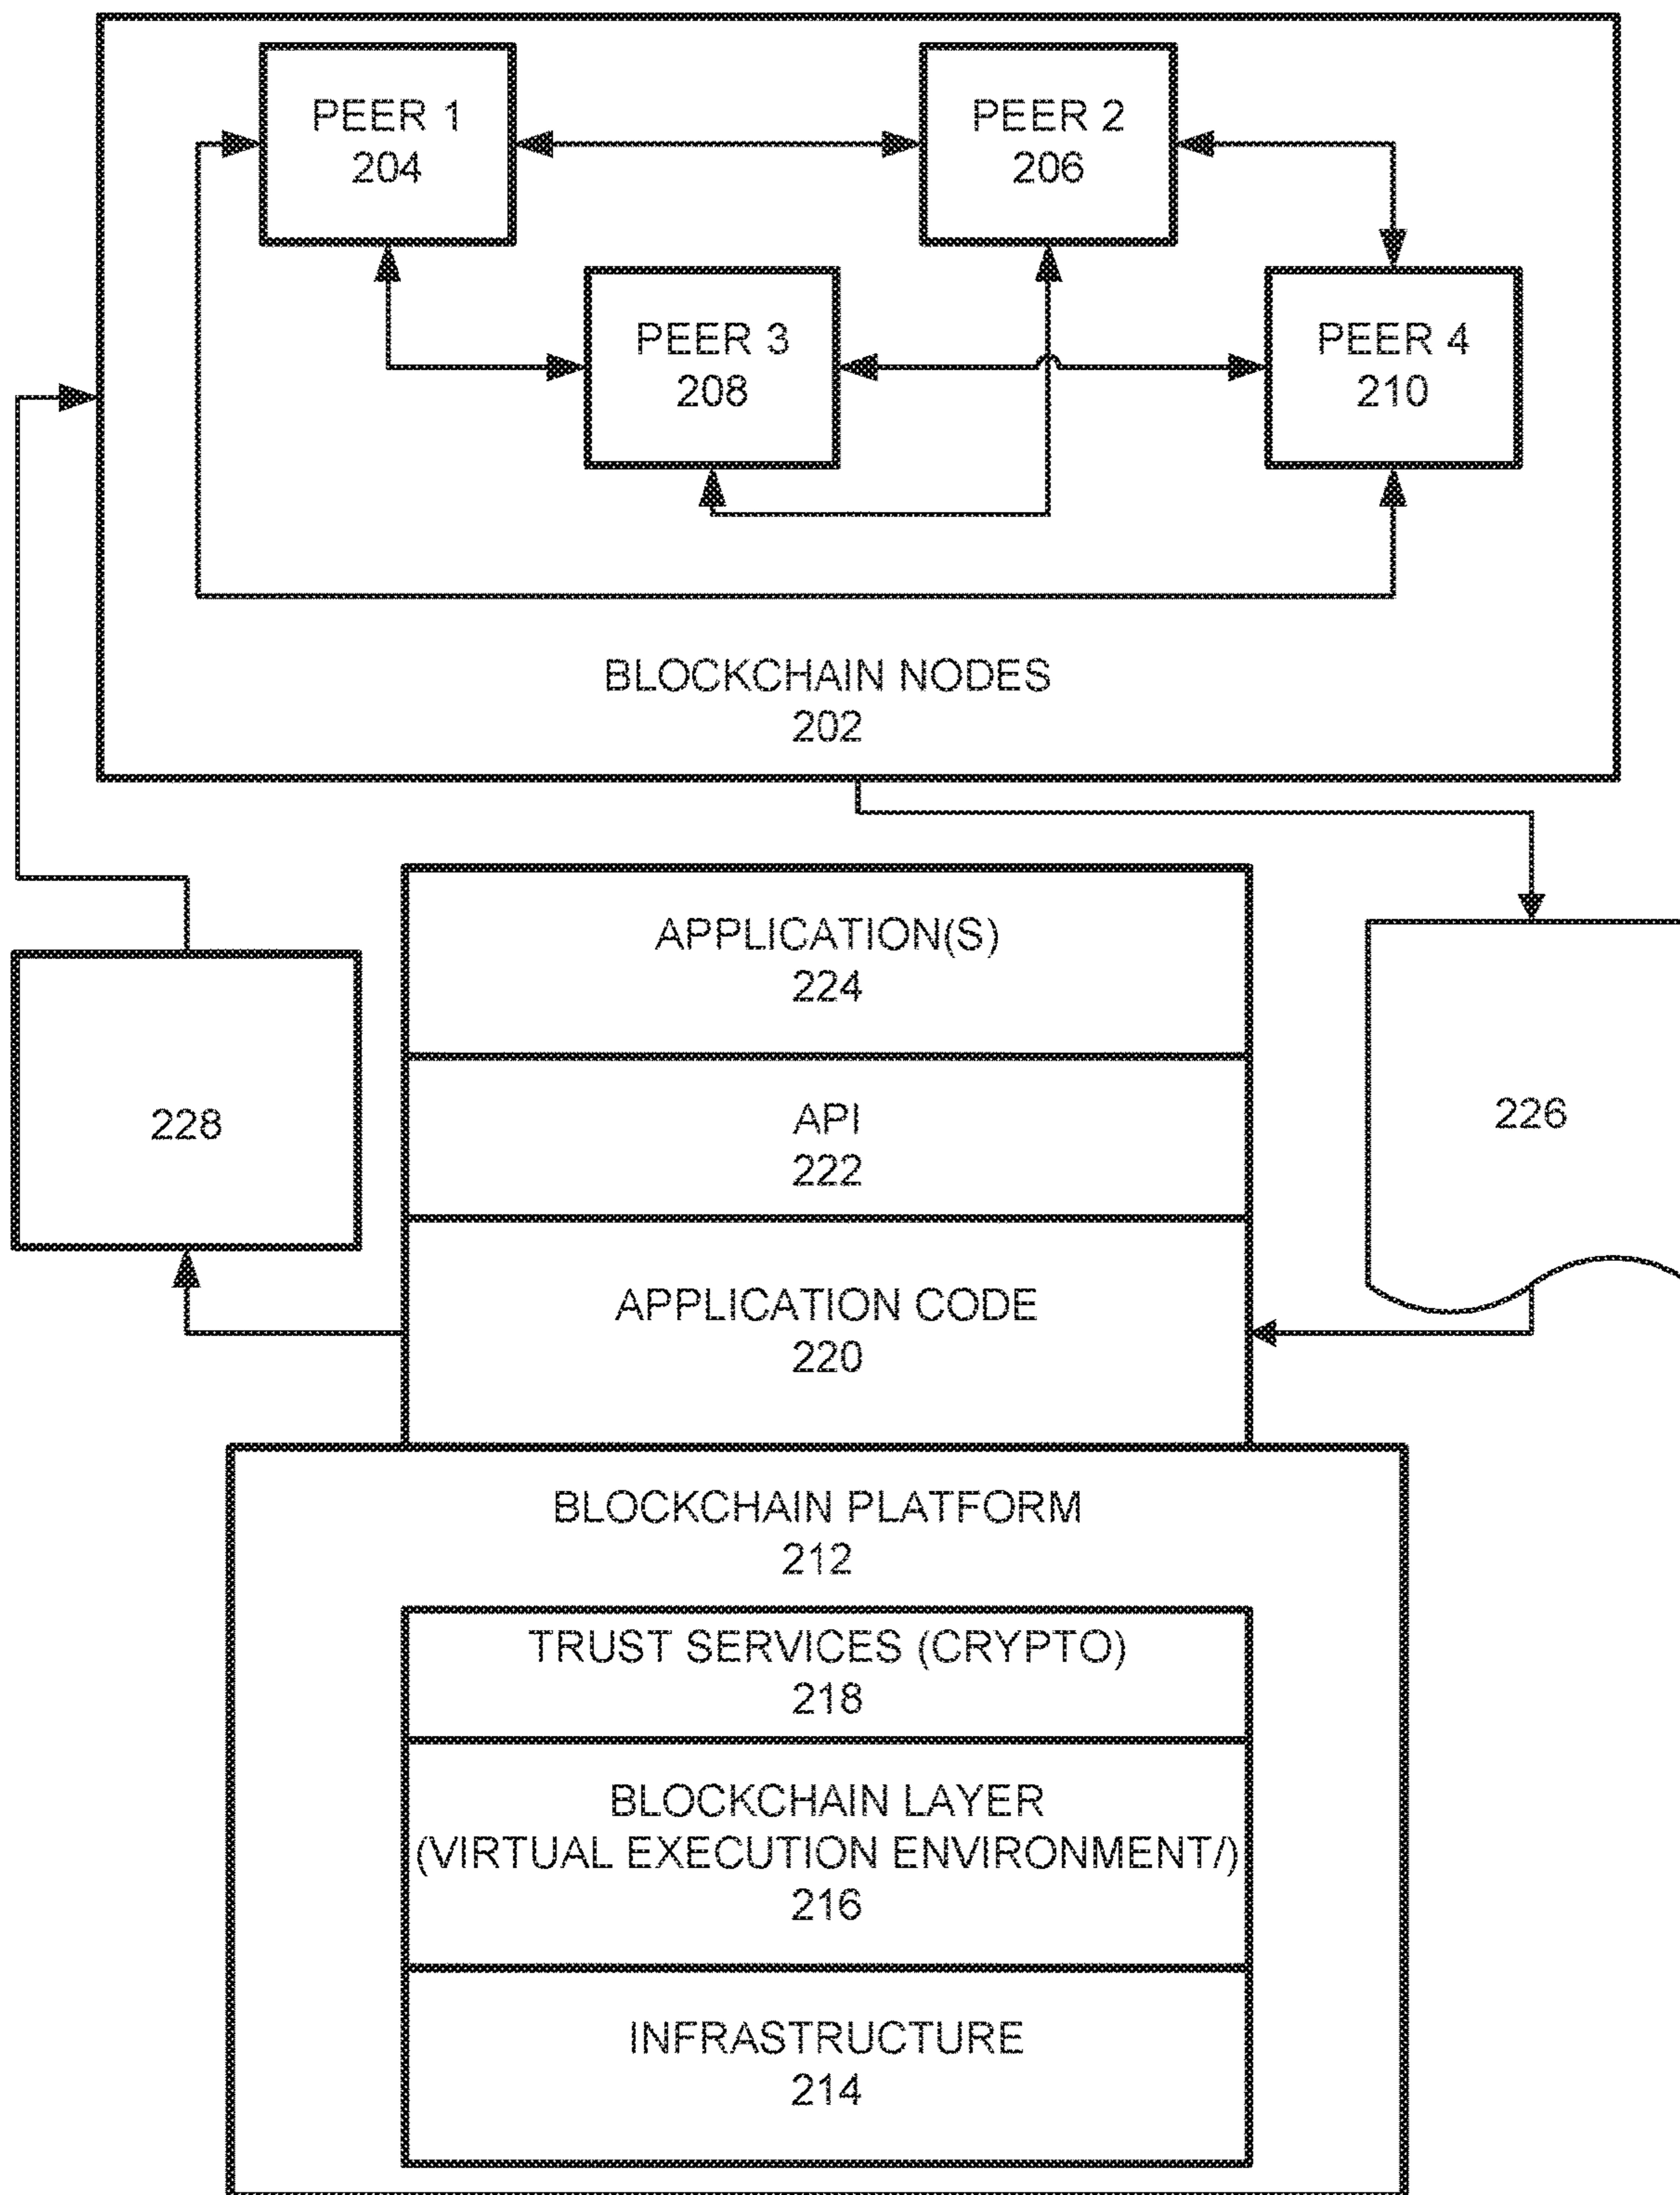 PEER 1
204
PEER 2
206
PEER 3
208
PEER 4
210
BLOCKCHAIN NODES
202
APPLICATION(S)
224
API
222
228
226
APPLICATION CODE
220
BLOCKCHAIN PLATFORM
212
TRUST SERVICES (CRYPTO)
218
BLOCKCHAIN LAYER
(VIRTUAL EXECUTION ENVIRONMENT/)
216
INFRASTRUCTURE
214